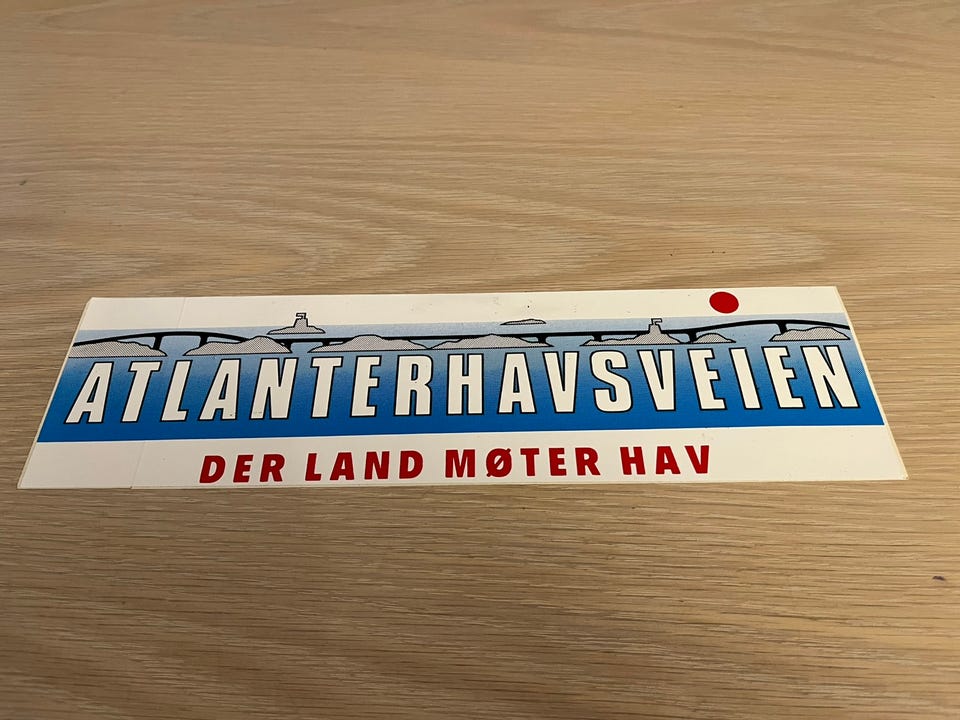 ATLANTERHAVSVEIEN
DER LAND MØTER HAV